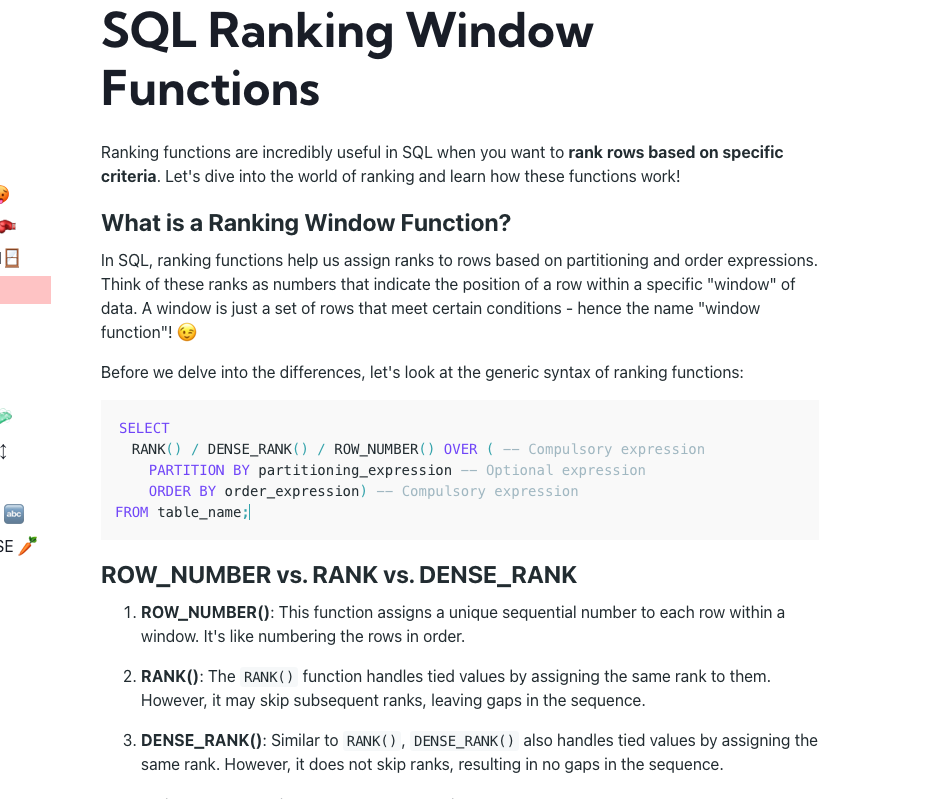 SQL Ranking Window
Functions
Ranking functions are incredibly useful in SQL when you want to rank rows based on specific
criteria. Let's dive into the world of ranking and learn how these functions work!
What is a Ranking Window Function?
In SQL, ranking functions help us assign ranks to rows based on partitioning and order expressions.
Think of these ranks as numbers that indicate the position of a row within a specific "window" of
data. A window is just a set of rows that meet certain conditions - hence the name "window
function"! 😉
Before we delve into the differences, let's look at the generic syntax of ranking functions:
SELECT
RANK() / DENSE_RANK() / ROW_NUMBER() OVER ( -- Compulsory expression
PARTITION BY partitioning_expression -- Optional expression
ORDER BY order_expression) -- Compulsory expression
FROM table_name;
abc
SE 🥕
ROW_NUMBER vs. RANK vs. DENSE_RANK
1. ROW_NUMBER(): This function assigns a unique sequential number to each row within a
window. It's like numbering the rows in order.
2. RANK(): The RANK() function handles tied values by assigning the same rank to them.
However, it may skip subsequent ranks, leaving gaps in the sequence.
3. DENSE_RANK(): Similar to RANK(), DENSE_RANK() also handles tied values by assigning the
same rank. However, it does not skip ranks, resulting in no gaps in the sequence.